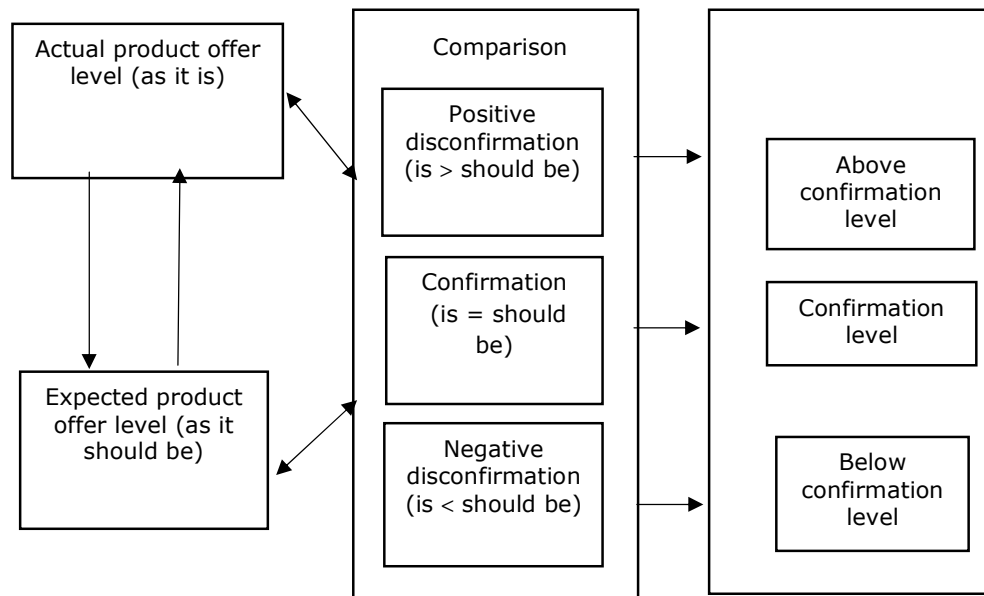 Actual product offer
level (as it is)
Expected product
offer level (as it
should be)
Comparison
Positive
disconfirmation
(is > should be)
Confirmation
(is = should
be)
Negative
disconfirmation
(is < should be)
Above
confirmation
level
Confirmation
level
Below
confirmation
level